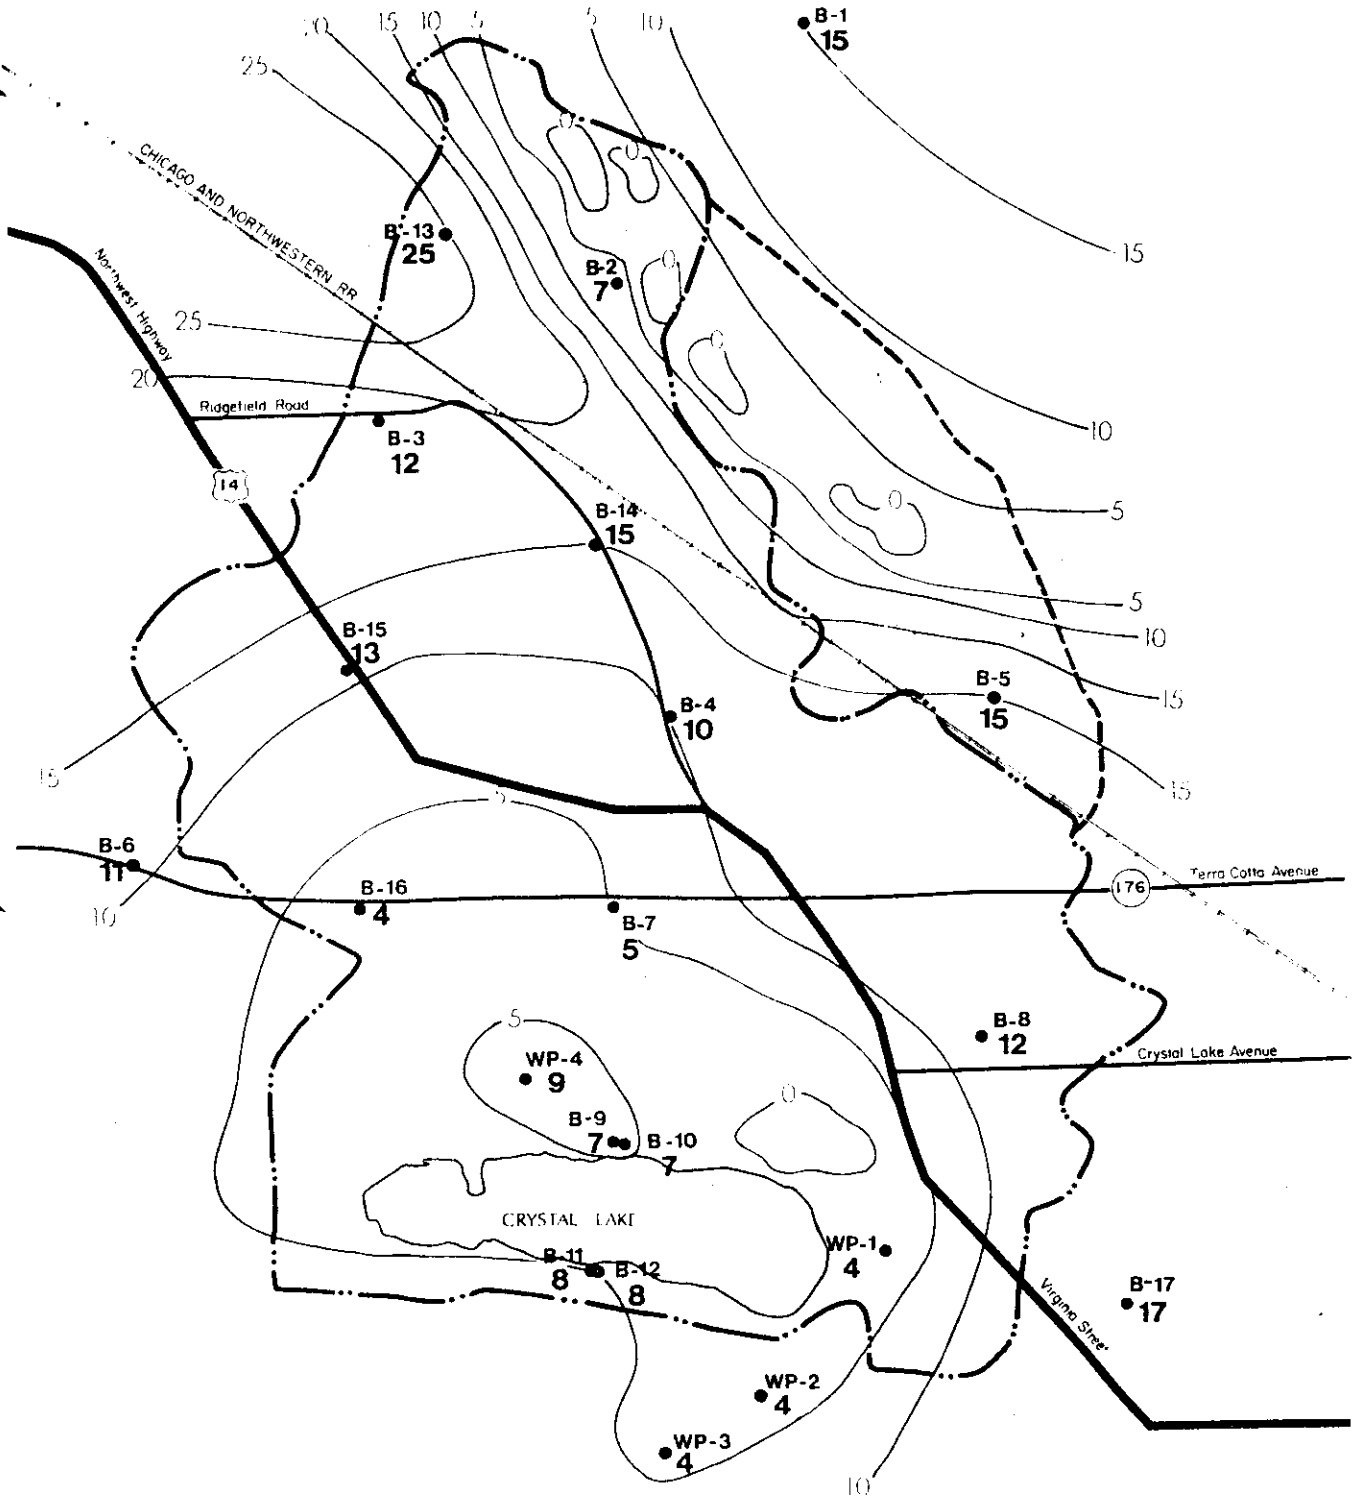 20 15 10 5 5 10
B-1
15
25
0
0
CHICAGO AND NORTHWESTERN RR
B-13
25
15
B-2
7
0
Northwest Highway
25
0
20
Ridgefield Road
B-3
12
10
14
0
B-14
15
5
5
B-15
13
10
B-5
15
15
B-4
10
15
15
5
B-6
11
Terra Cotta Avenue
176
B-16
4
10
B-7
5
5
B-8
12
WP-4
9
Crystal Lake Avenue
0
B-9
7
B-10
7
CRYSTAL LAKE
WP-1
4
B-11
8
B-12
8
B-17
17
Virginia Street
WP-2
4
WP-3
4
10